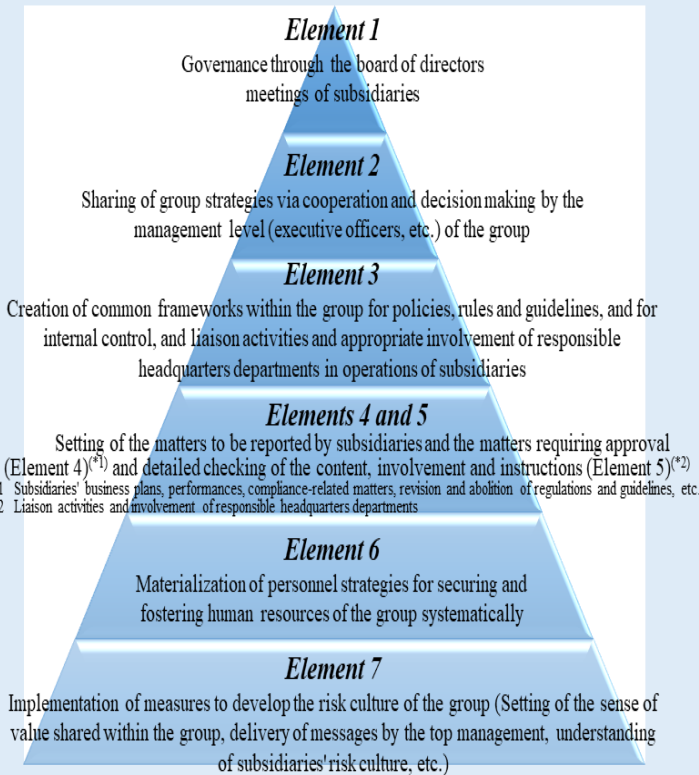 Element 1
Governance through the board of directors
meetings of subsidiaries
Element 2
Sharing of group strategies via cooperation and decision making by the
management level (executive officers, etc.) of the group
Element 3
Creation of common frameworks within the group for policies, rules and guidelines, and for
internal control, and liaison activities and appropriate involvement of responsible
headquarters departments in operations of subsidiaries
Elements 4 and 5
Setting of the matters to be reported by subsidiaries and the matters requiring approval
(Element 4)(*1) and detailed checking of the content, involvement and instructions (Element 5)(*2)
1 Subsidiaries' business plans, performances, compliance-related matters, revision and abolition of regulations and guidelines, etc.
2 Liaison activities and involvement of responsible headquarters departments
Element 6
Materialization of personnel strategies for securing and
fostering human resources of the group systematically
Element 7
Implementation of measures to develop the risk culture of the group (Setting of the sense of
value shared within the group, delivery of messages by the top management, understanding
of subsidiaries' risk culture, etc.)